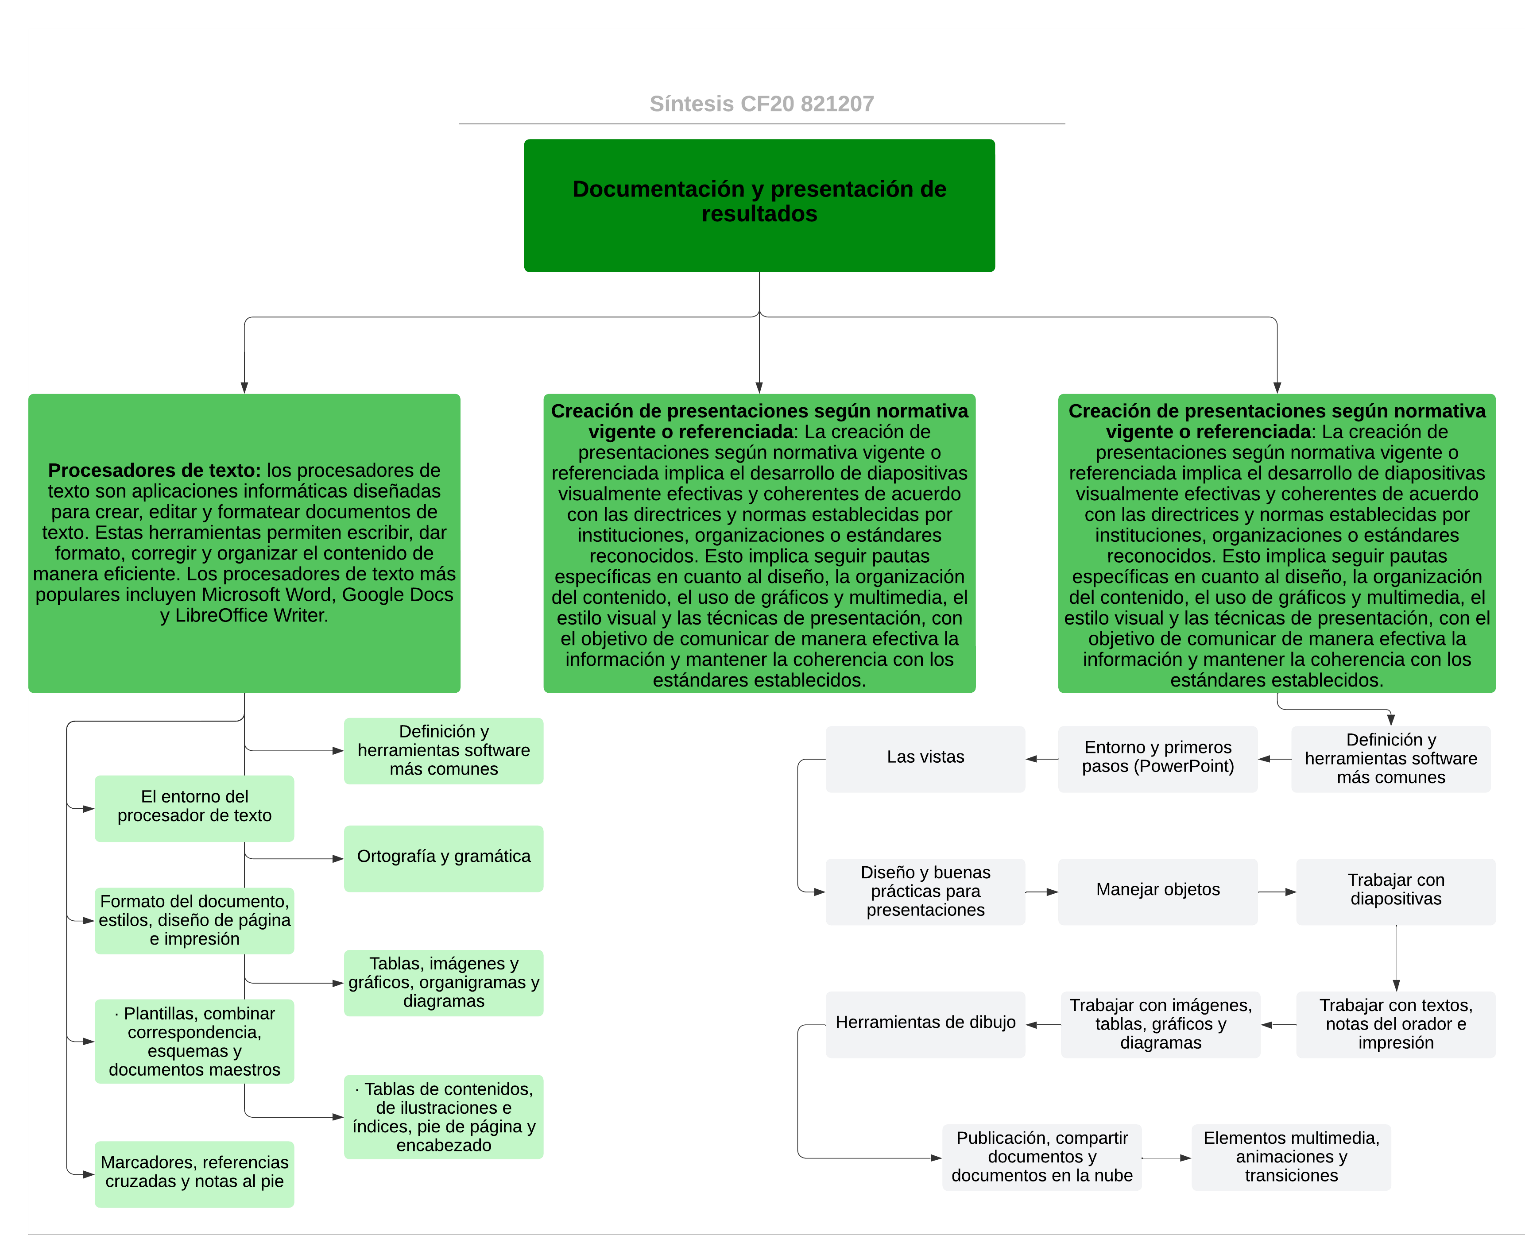 Síntesis CF20 821207
Documentación y presentación de
resultados
Procesadores de texto: los procesadores de
texto son aplicaciones informáticas diseñadas
para crear, editar y formatear documentos de
texto. Estas herramientas permiten escribir, dar
formato, corregir y organizar el contenido de
manera eficiente. Los procesadores de texto más
populares incluyen Microsoft Word, Google Docs
y LibreOffice Writer.
Creación de presentaciones según normativa
vigente o referenciada: La creación de
presentaciones según normativa vigente o
referenciada implica el desarrollo de diapositivas
visualmente efectivas y coherentes de acuerdo
con las directrices y normas establecidas por
instituciones, organizaciones o estándares
reconocidos. Esto implica seguir pautas
específicas en cuanto al diseño, la organización
del contenido, el uso de gráficos y multimedia, el
estilo visual y las técnicas de presentación, con
el objetivo de comunicar de manera efectiva la
información y mantener la coherencia con los
estándares establecidos.
Creación de presentaciones según normativa
vigente o referenciada: La creación de
presentaciones según normativa vigente o
referenciada implica el desarrollo de diapositivas
visualmente efectivas y coherentes de acuerdo
con las directrices y normas establecidas por
instituciones, organizaciones o estándares
reconocidos. Esto implica seguir pautas
específicas en cuanto al diseño, la organización
del contenido, el uso de gráficos y multimedia, el
estilo visual y las técnicas de presentación, con el
objetivo de comunicar de manera efectiva la
información y mantener la coherencia con los
estándares establecidos.
Definición y
herramientas software
más comunes
El entorno del
procesador de texto
Ortografía y gramática
Formato del documento,
estilos, diseño de página
e impresión
Tablas, imágenes y
gráficos, organigramas y
diagramas
· Plantillas, combinar
correspondencia,
esquemas y
documentos maestros
· Tablas de contenidos,
de ilustraciones e
índices, pie de página y
encabezado
Marcadores, referencias
cruzadas y notas al pie
Definición y
herramientas software
más comunes
Entorno y primeros
pasos (PowerPoint)
Las vistas
Diseño y buenas
prácticas para
presentaciones
Manejar objetos
Trabajar con
diapositivas
Trabajar con textos,
notas del orador e
impresión
Trabajar con imágenes,
tablas, gráficos y
diagramas
Herramientas de dibujo
Publicación, compartir
documentos y
documentos en la nube
Elementos multimedia,
animaciones y
transiciones